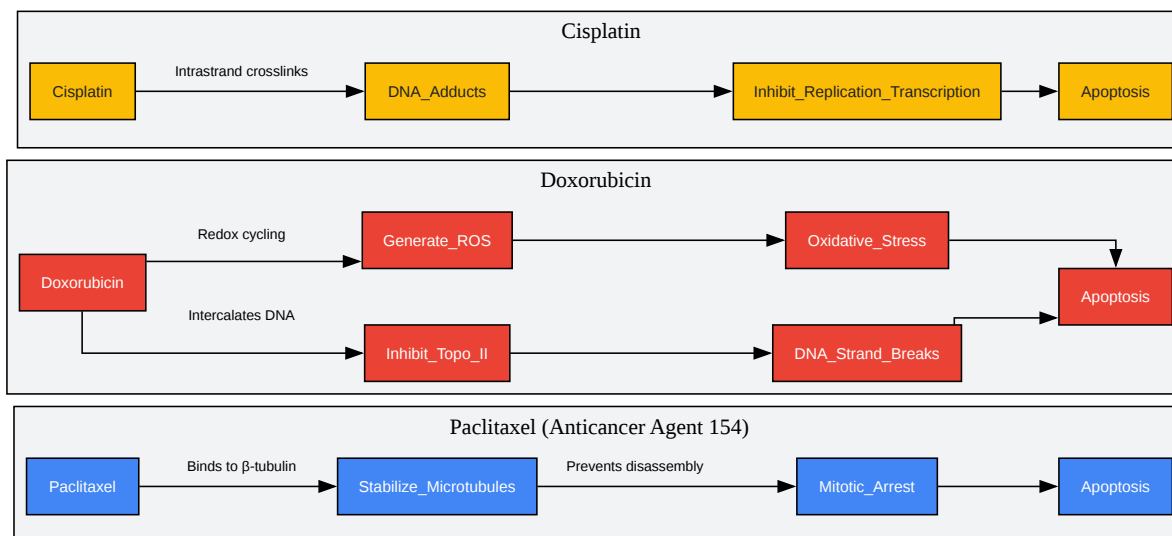 Cisplatin
Intrastrand crosslinks
Cisplatin
DNA_Adducts
Inhibit_Replication_Transcription
Apoptosis
Doxorubicin
Redox cycling
Generate_ROS
Oxidative_Stress
Doxorubicin
Apoptosis
Intercalates DNA
Inhibit_Topo_II
DNA_Strand_Breaks
Paclitaxel (Anticancer Agent 154)
Binds to β-tubulin
Prevents disassembly
Paclitaxel
Stabilize_Microtubules
Mitotic_Arrest
Apoptosis